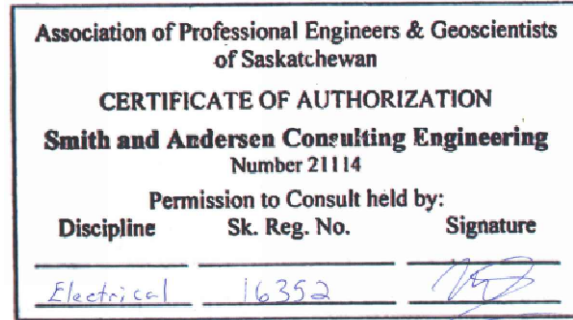 Association of Professional Engineers & Geoscientists
of Saskatchewan
CERTIFICATE OF AUTHORIZATION
Smith and Andersen Consulting Engineering
Number 21114
Permission to Consult held by:
Discipline Sk. Reg. No. Signature
Electrical 16352